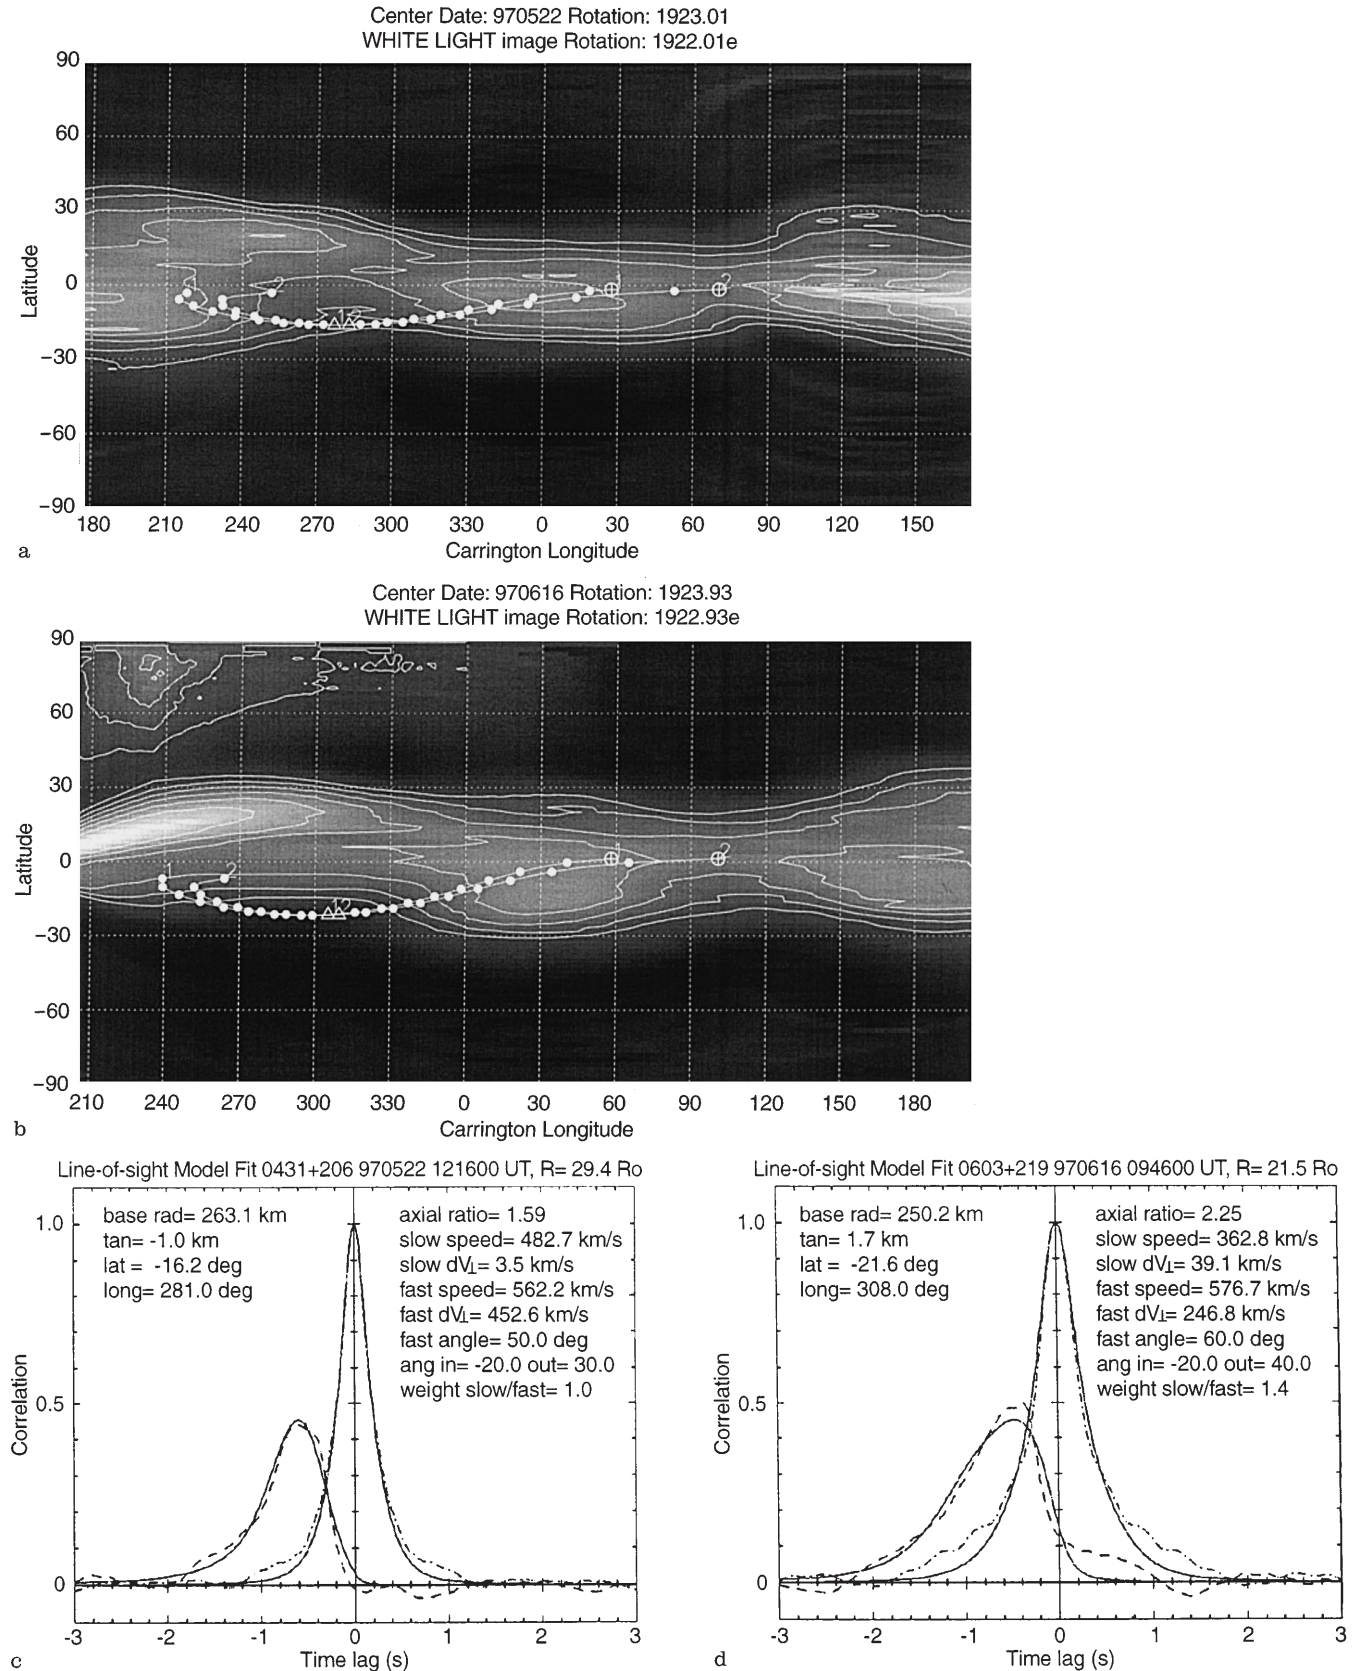 Center Date: 970522 Rotation: 1923.01
WHITE LIGHT image Rotation: 1922.01e
90
60
30
0
−30
−60
−90
Latitude
1 2
2
1 2
180 210 240 270 300 330 0 30 60 90 120 150
Carrington Longitude
a
Center Date: 970616 Rotation: 1923.93
WHITE LIGHT image Rotation: 1922.93e
90
60
30
0
−30
−60
−90
Latitude
1 2
1 2
1 2
210 240 270 300 330 0 30 60 90 120 150 180
Carrington Longitude
b
Line-of-sight Model Fit 0431+206 970522 121600 UT, R= 29.4 Ro
base rad= 263.1 km
tan= -1.0 km
lat = -16.2 deg
long= 281.0 deg
axial ratio= 1.59
slow speed= 482.7 km/s
slow dV⊥= 3.5 km/s
fast speed= 562.2 km/s
fast dV⊥= 452.6 km/s
fast angle= 50.0 deg
ang in= -20.0 out= 30.0
weight slow/fast= 1.0
1.0
0.5
0
Correlation
-3 -2 -1 0 1 2 3
Time lag (s)
c
Line-of-sight Model Fit 0603+219 970616 094600 UT, R= 21.5 Ro
base rad= 250.2 km
tan= 1.7 km
lat = -21.6 deg
long= 308.0 deg
axial ratio= 2.25
slow speed= 362.8 km/s
slow dV⊥= 39.1 km/s
fast speed= 576.7 km/s
fast dV⊥= 246.8 km/s
fast angle= 60.0 deg
ang in= -20.0 out= 40.0
weight slow/fast= 1.4
1.0
0.5
0
Correlation
-3 -2 -1 0 1 2 3
Time lag (s)
d